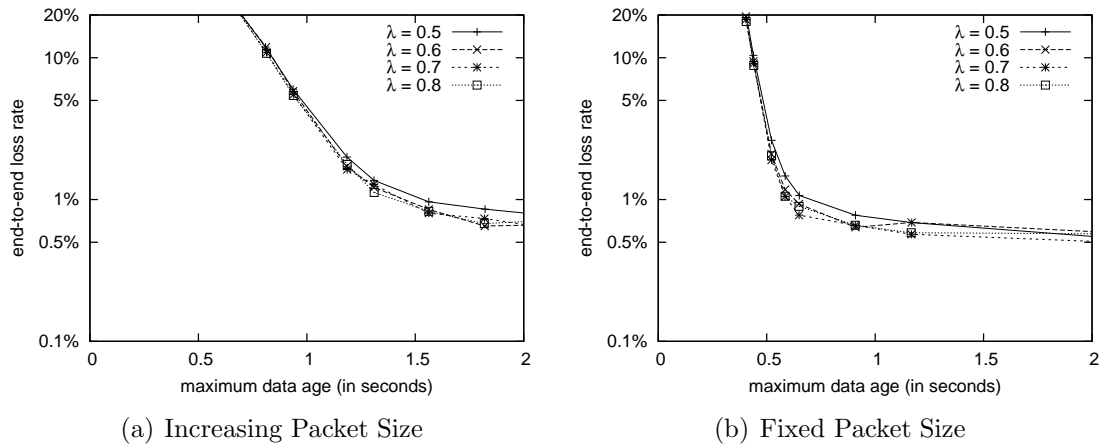 20%
10%
5%
1%
0.5%
0.1%
end-to-end loss rate
λ = 0.5
λ = 0.6
λ = 0.7
λ = 0.8
0 0.5 1 1.5 2
maximum data age (in seconds)
(a) Increasing Packet Size
20%
10%
5%
1%
0.5%
0.1%
end-to-end loss rate
λ = 0.5
λ = 0.6
λ = 0.7
λ = 0.8
0 0.5 1 1.5 2
maximum data age (in seconds)
(b) Fixed Packet Size